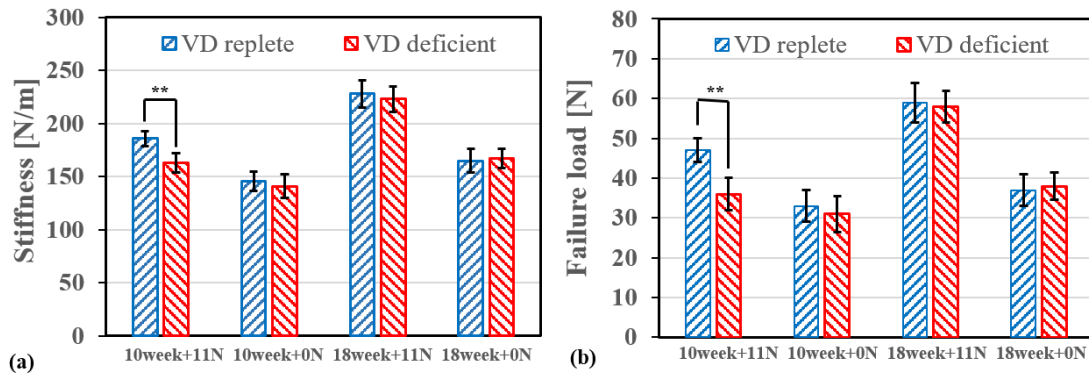 300
250
200
150
100
50
0
Stiffness [N/m]
VD replete VD deficient
**
10week+11N 10week+0N 18week+11N 18week+0N
(a)
80
70
60
50
40
30
20
10
0
Failure load [N]
VD replete VD deficient
**
10week+11N 10week+0N 18week+11N 18week+0N
(b)